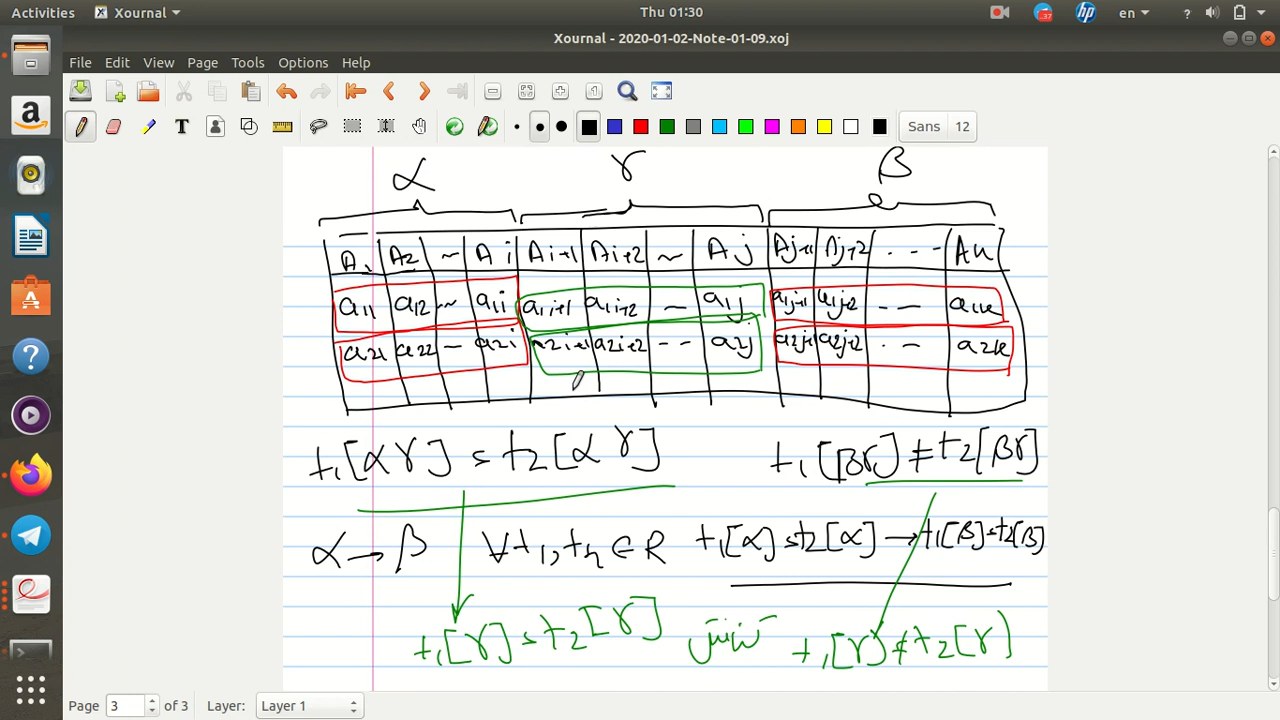 Activities Xournal Thu 01:30 37 en ?
Xournal - 2020-01-02-Note-01-09.xoj
File Edit View Page Tools Options Help
Sans 12
α γ β
A1 A2 ~ Ai Ai+1 Ai+2 ~ Aj Aj+1 Aj+2 ... -- An
a11 a12 ~ a1i a1i+1 a1i+2 ~ a1j a1j+1 a1j+2 -- -- a1n
a21 a22 - a2i a2i+1 a2i+2 -- a2j a2j+1 a2j+2 . -- a2n
t1[αγ] = t2[αγ] t1[βγ] ≠ t2[βγ]
α → β ∀t1,t2 ∈ R t1[α] = t2[α] → t1[β] = t2[β]
t1[γ] = t2[γ] t1[γ] ≠ t2[γ]
Page 3 of 3 Layer: Layer 1